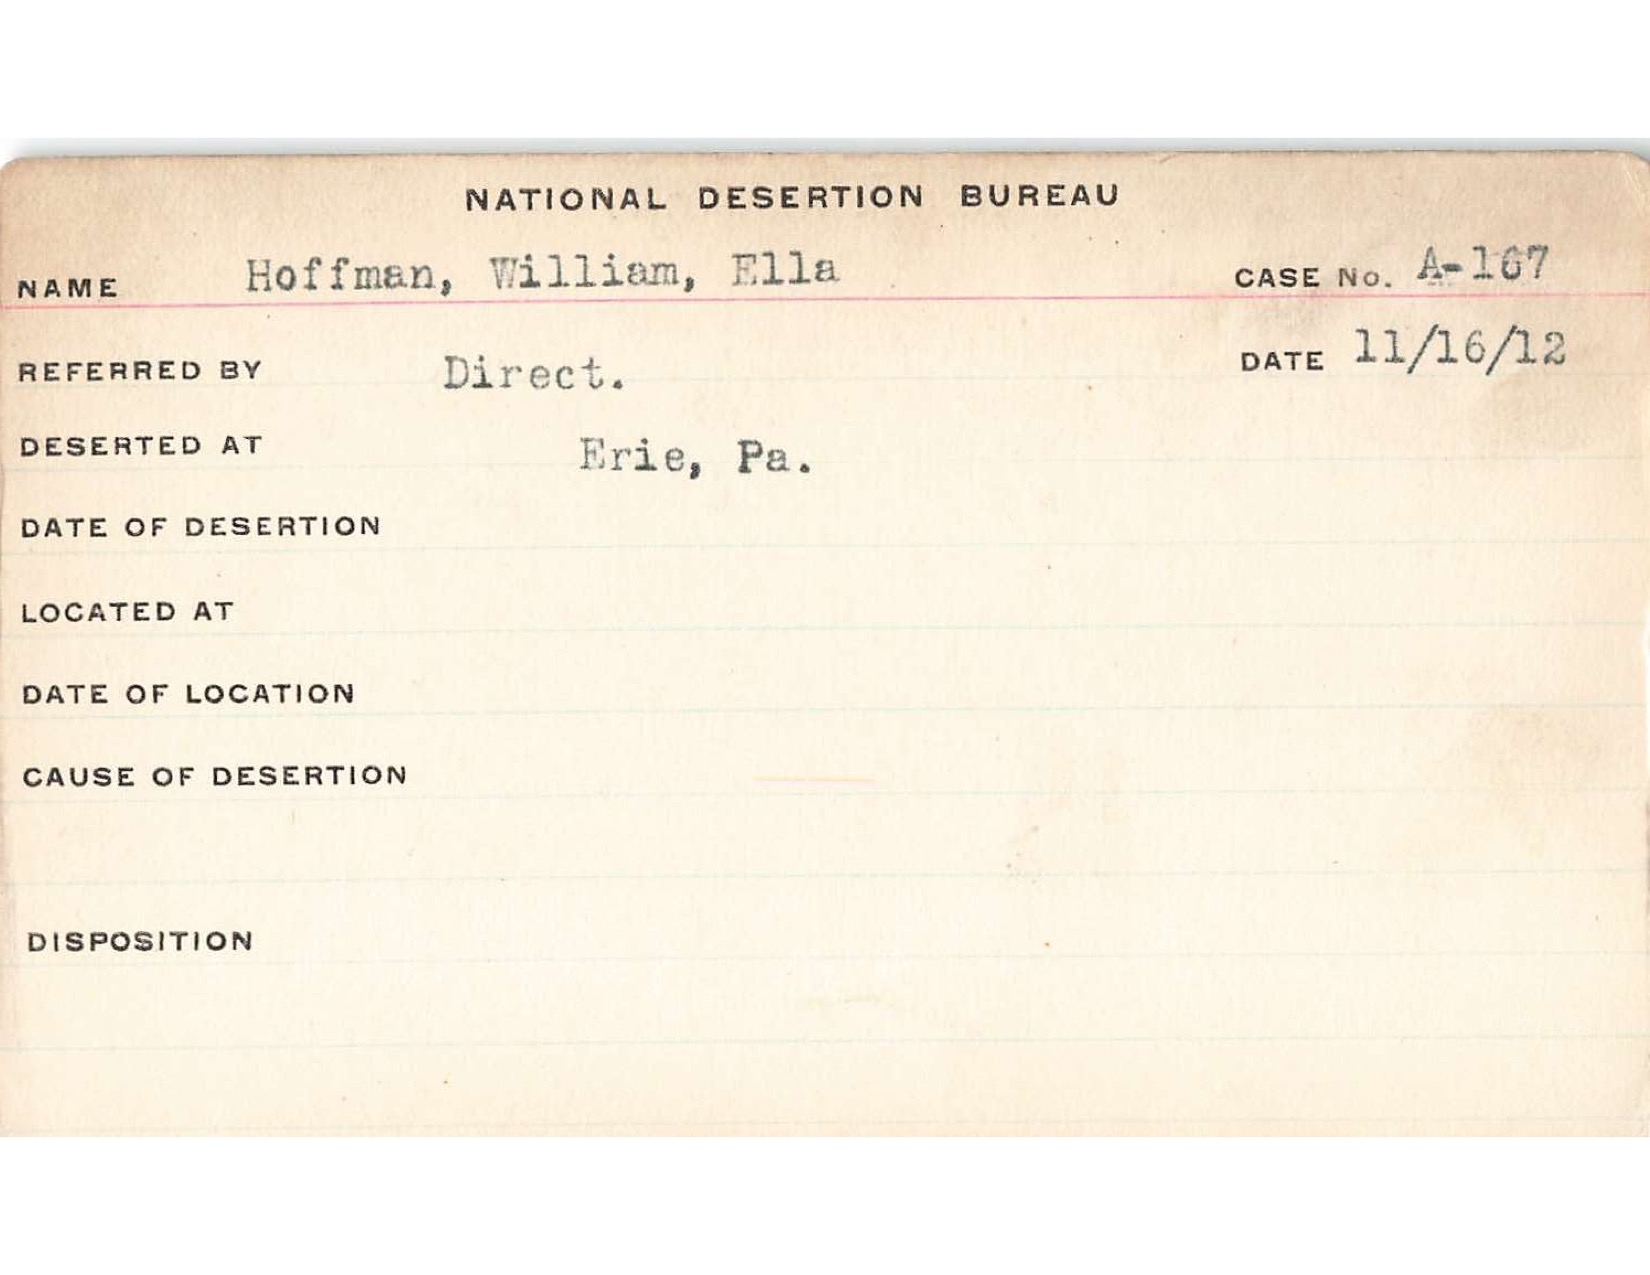 NATIONAL DESERTION BUREAU
NAME Hoffman, William, Ella CASE No. A-167
REFERRED BY Direct. DATE 11/16/12
DESERTED AT Erie, Pa.
DATE OF DESERTION
LOCATED AT
DATE OF LOCATION
CAUSE OF DESERTION
DISPOSITION